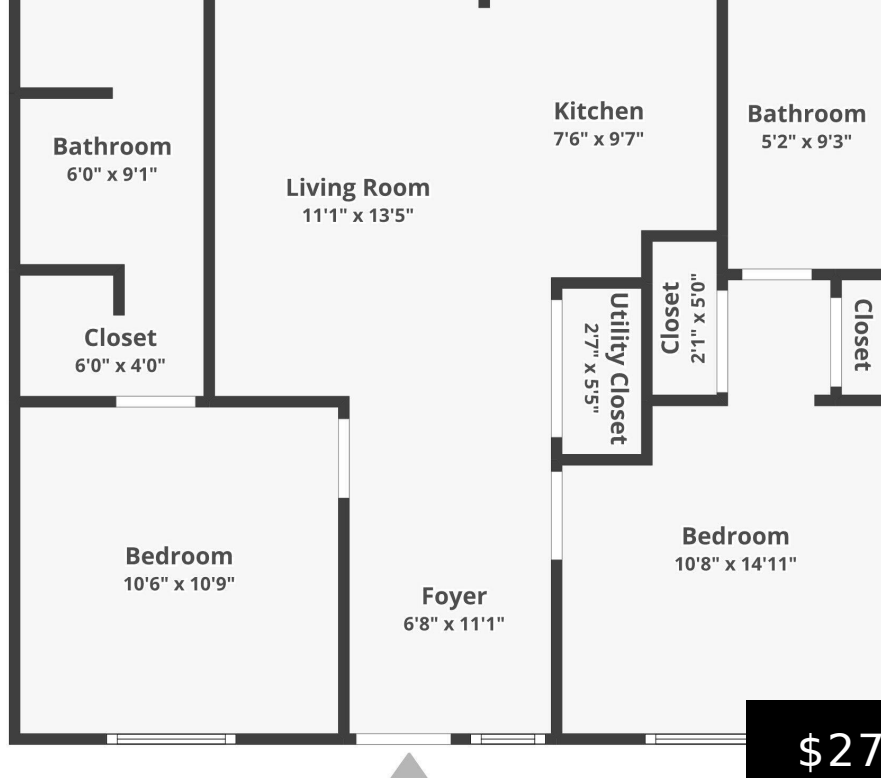 Kitchen
7'6" x 9'7"
Bathroom
5'2" x 9'3"
Bathroom
6'0" x 9'1"
Living Room
11'1" x 13'5"
Closet
2'1" x 5'0"
Utility Closet
2'7" x 5'5"
Closet
Closet
6'0" x 4'0"
Bedroom
10'8" x 14'11"
Bedroom
10'6" x 10'9"
Foyer
6'8" x 11'1"
$27